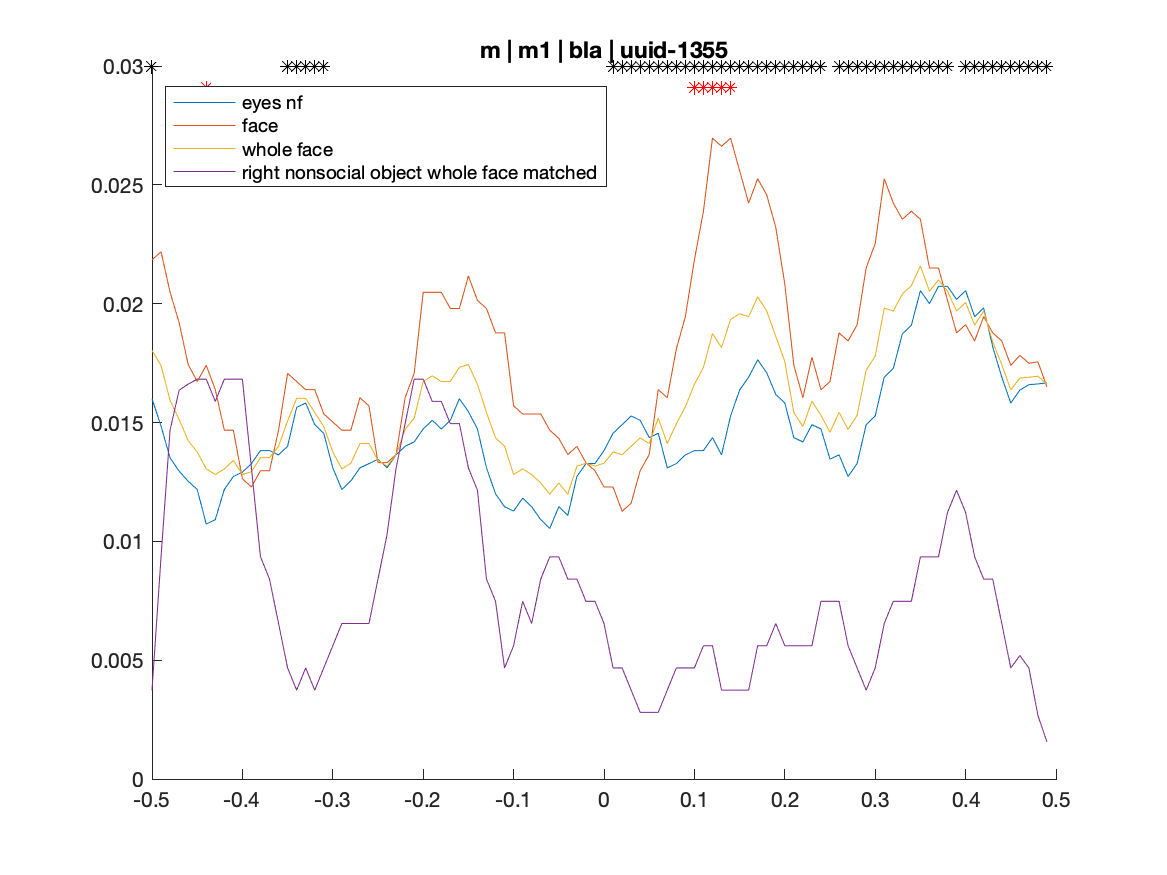 m | m1 | bla | uuid-1355
0.03
0.025
0.02
0.015
0.01
0.005
0
eyes nf
face
whole face
right nonsocial object whole face matched
-0.5 -0.4 -0.3 -0.2 -0.1 0 0.1 0.2 0.3 0.4 0.5